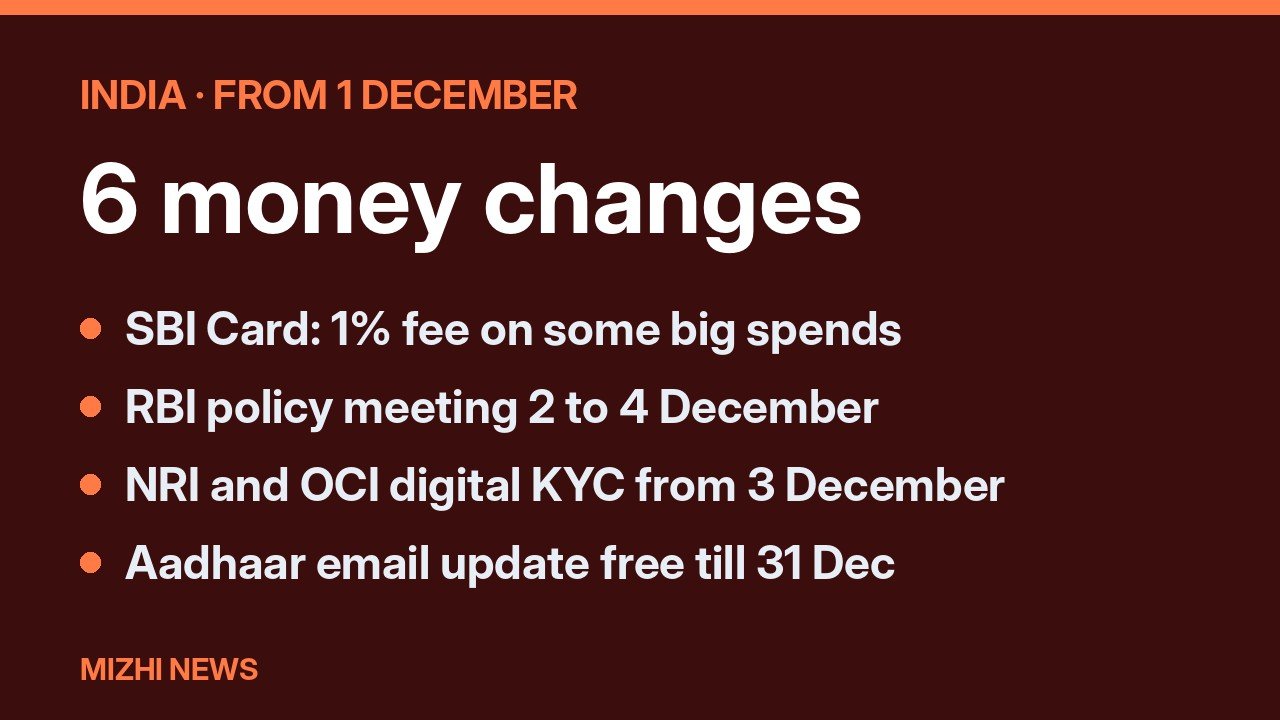 INDIA · FROM 1 DECEMBER
6 money changes
SBI Card: 1% fee on some big spends
RBI policy meeting 2 to 4 December
NRI and OCI digital KYC from 3 December
Aadhaar email update free till 31 Dec
MIZHI NEWS